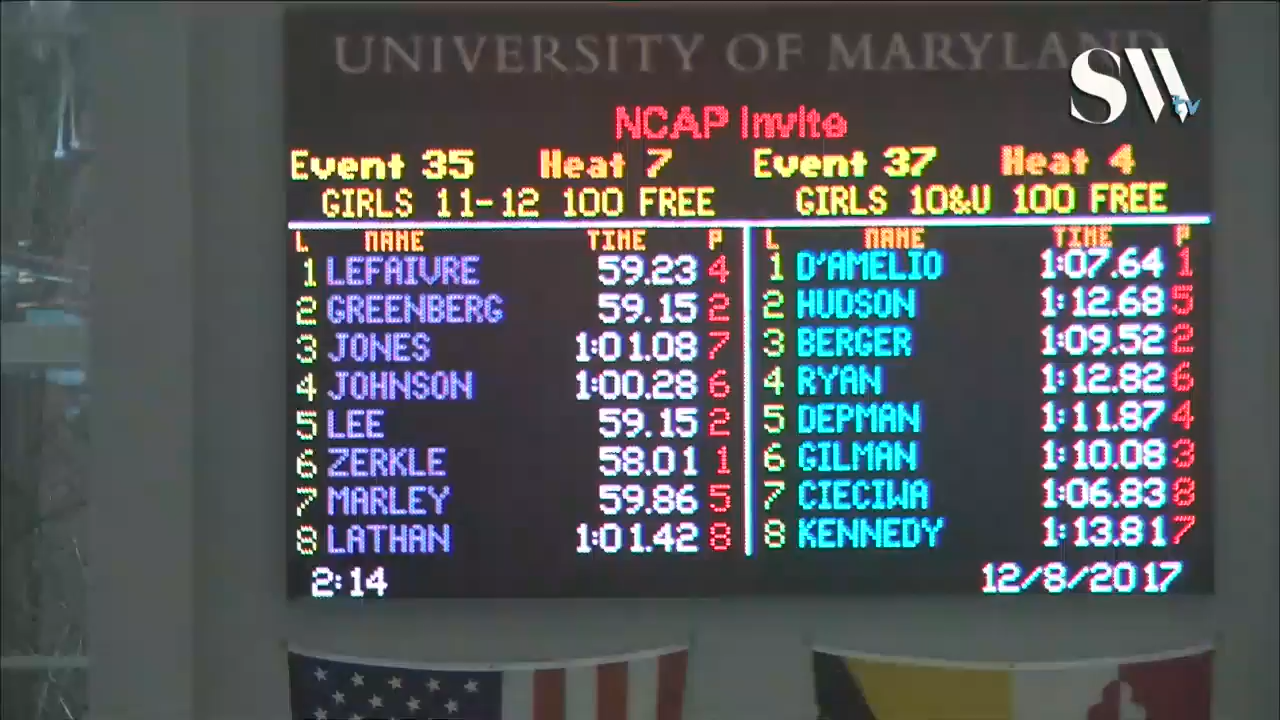 UNIVERSITY OF MARYLAND
SW TV
NCAP Invite
Event 35 Heat 7 Event 37 Heat 4
GIRLS 11-12 100 FREE GIRLS 10&U 100 FREE
L NAME TIME P L NAME TIME P
1 LEFAIVRE 59.23 4 1 D'AMELIO 1:07.64 1
2 GREENBERG 59.15 2 2 HUDSON 1:12.68 5
3 JONES 1:01.08 7 3 BERGER 1:09.52 2
4 JOHNSON 1:00.28 6 4 RYAN 1:12.82 6
5 LEE 59.15 2 5 DEPMAN 1:11.87 4
6 ZERKLE 58.01 1 6 GILMAN 1:10.08 3
7 MARLEY 59.86 5 7 CIECIWA 1:06.83 8
8 LATHAN 1:01.42 8 8 KENNEDY 1:13.81 7
2:14 12/8/2017